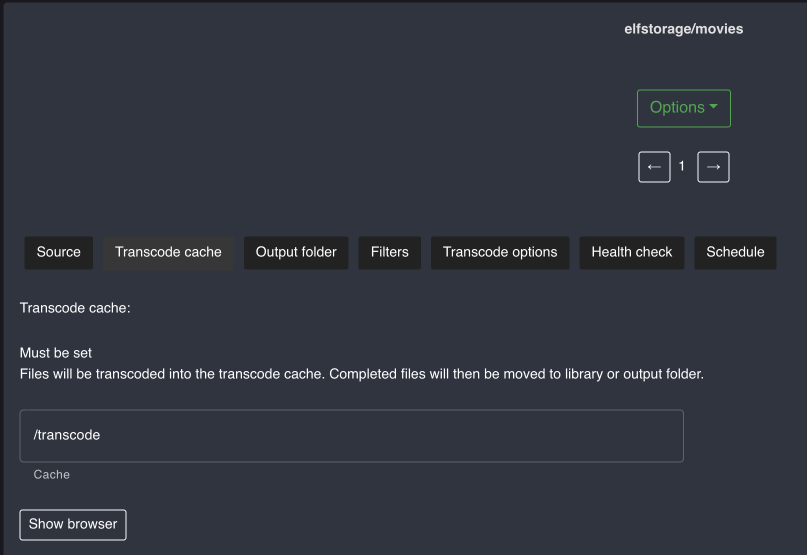 elfstorage/movies
Options
← 1 →
Source Transcode cache Output folder Filters Transcode options Health check Schedule
Transcode cache:
Must be set
Files will be transcoded into the transcode cache. Completed files will then be moved to library or output folder.
/transcode
Cache
Show browser